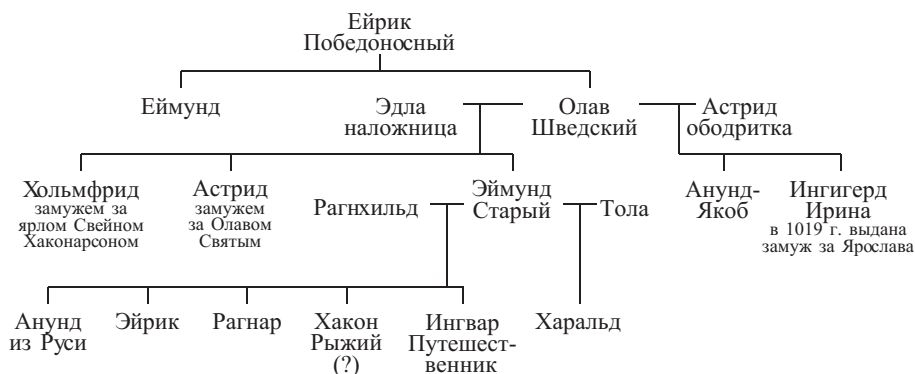 Ейрик
Победоносный
Еймунд
Эдла
наложница
Олав
Шведский
Астрид
ободритка
Хольмфрид
замужем за
ярлом Свейном
Хаконарсоном
Астрид
замужем
за Олавом
Святым
Рагнхильд
Эймунд
Старый
Тола
Анунд-
Якоб
Ингигерд
Ирина
в 1019 г. выдана
замуж за Ярослава
Анунд
из Руси
Эйрик
Рагнар
Хакон
Рыжий
(?)
Ингвар
Путешест-
венник
Харальд